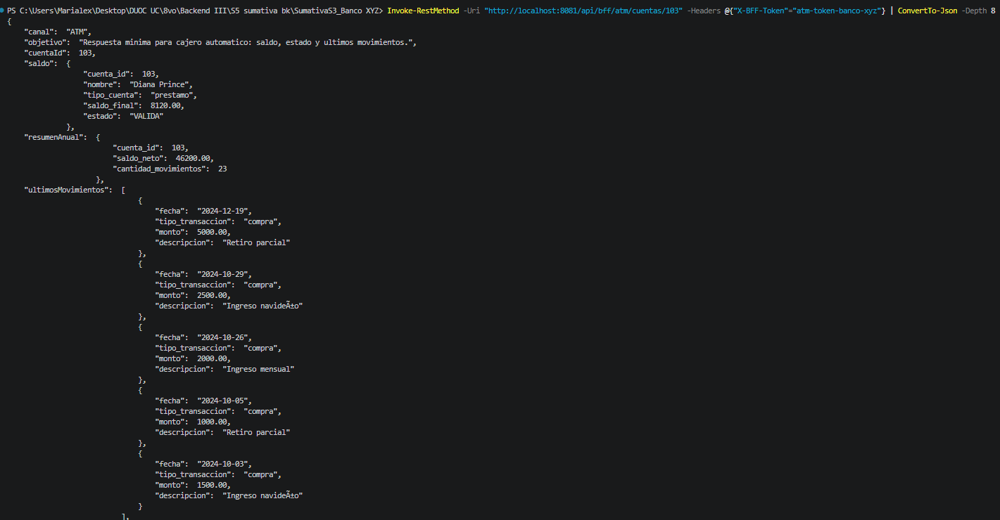 PS C:\Users\Marialex\Desktop\DUOC UC\8vo\Backend III\S5 sumativa bk\SumativaS3_Banco XYZ> Invoke-RestMethod -Uri "http://localhost:8081/api/bff/atm/cuentas/103" -Headers @{"X-BFF-Token"="atm-token-banco-xyz"} | ConvertTo-Json -Depth 8
{
    "canal":  "ATM",
    "objetivo":  "Respuesta minima para cajero automatico: saldo, estado y ultimos movimientos.",
    "cuentaId":  103,
    "saldo":  {
                  "cuenta_id":  103,
                  "nombre":  "Diana Prince",
                  "tipo_cuenta":  "prestamo",
                  "saldo_final":  8120.00,
                  "estado":  "VALIDA"
              },
    "resumenAnual":  {
                         "cuenta_id":  103,
                         "saldo_neto":  46200.00,
                         "cantidad_movimientos":  23
                     },
    "ultimosMovimientos":  [
                               {
                                   "fecha":  "2024-12-19",
                                   "tipo_transaccion":  "compra",
                                   "monto":  5000.00,
                                   "descripcion":  "Retiro parcial"
                               },
                               {
                                   "fecha":  "2024-10-29",
                                   "tipo_transaccion":  "compra",
                                   "monto":  2500.00,
                                   "descripcion":  "Ingreso navideÃ±o"
                               },
                               {
                                   "fecha":  "2024-10-26",
                                   "tipo_transaccion":  "compra",
                                   "monto":  2000.00,
                                   "descripcion":  "Ingreso mensual"
                               },
                               {
                                   "fecha":  "2024-10-05",
                                   "tipo_transaccion":  "compra",
                                   "monto":  1000.00,
                                   "descripcion":  "Retiro parcial"
                               },
                               {
                                   "fecha":  "2024-10-03",
                                   "tipo_transaccion":  "compra",
                                   "monto":  1500.00,
                                   "descripcion":  "Ingreso navideÃ±o"
                               }
                           ],